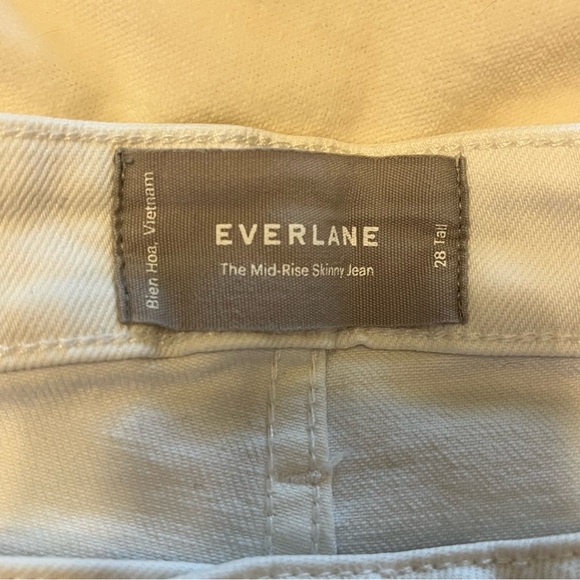 Bien Hoa, Vietnam
EVERLANE
The Mid-Rise Skinny Jean
28 Tall